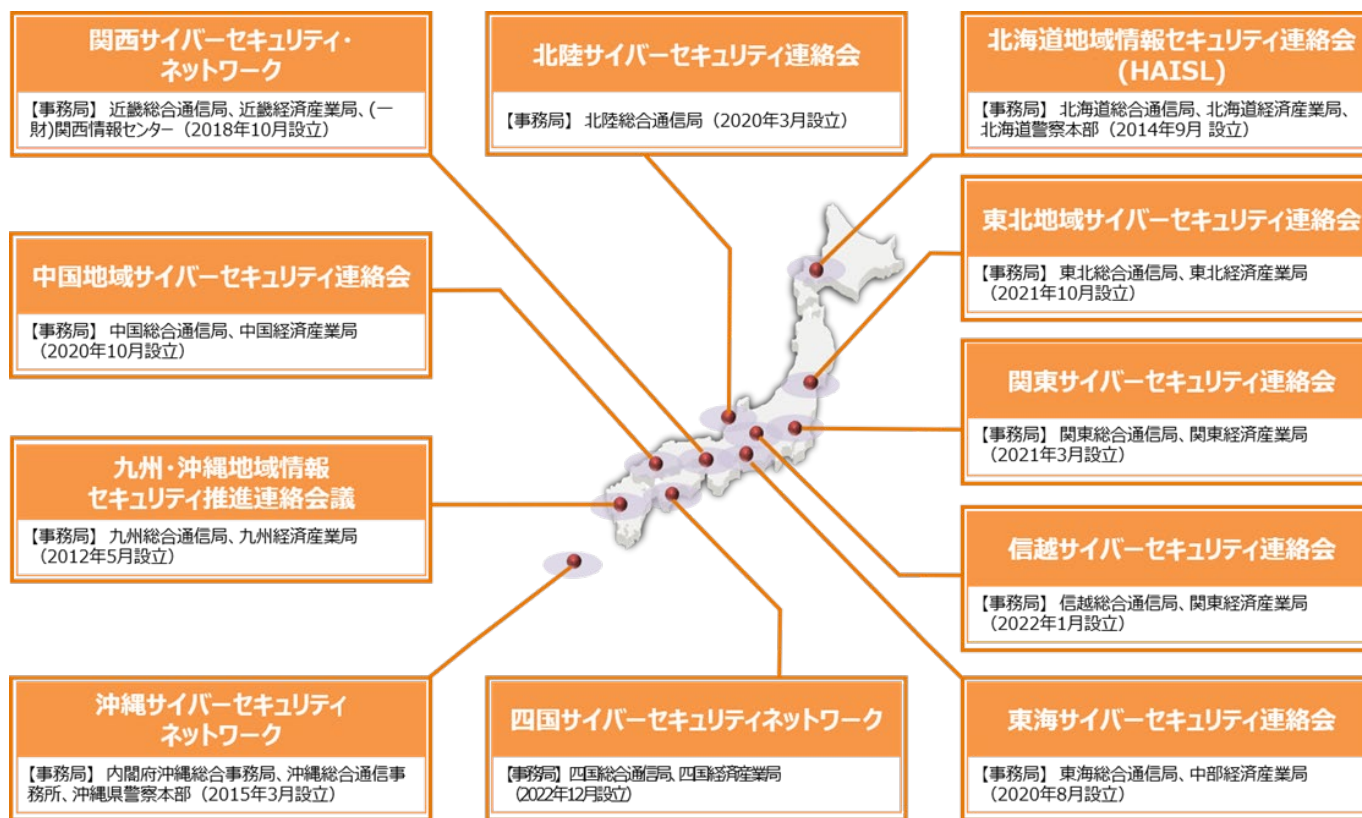 関西サイバーセキュリティ・
ネットワーク
【事務局】 近畿総合通信局、近畿経済産業局、(一
財)関西情報センター（2018年10月設立）
北陸サイバーセキュリティ連絡会
【事務局】 北陸総合通信局（2020年3月設立）
北海道地域情報セキュリティ連絡会
(HAISL)
【事務局】 北海道総合通信局、北海道経済産業局、
北海道警察本部（2014年9月 設立）
東北地域サイバーセキュリティ連絡会
【事務局】 東北総合通信局、東北経済産業局
（2021年10月設立）
中国地域サイバーセキュリティ連絡会
【事務局】 中国総合通信局、中国経済産業局
（2020年10月設立）
関東サイバーセキュリティ連絡会
【事務局】 関東総合通信局、関東経済産業局
（2021年3月設立）
九州・沖縄地域情報
セキュリティ推進連絡会議
【事務局】 九州総合通信局、九州経済産業局
（2012年5月設立）
信越サイバーセキュリティ連絡会
【事務局】 信越総合通信局、関東経済産業局
（2022年1月設立）
沖縄サイバーセキュリティ
ネットワーク
【事務局】 内閣府沖縄総合事務局、沖縄総合通信事
務所、沖縄県警察本部（2015年3月設立）
四国サイバーセキュリティネットワーク
【事務局】四国総合通信局、四国経済産業局
（2022年12月設立）
東海サイバーセキュリティ連絡会
【事務局】 東海総合通信局、中部経済産業局
（2020年8月設立）